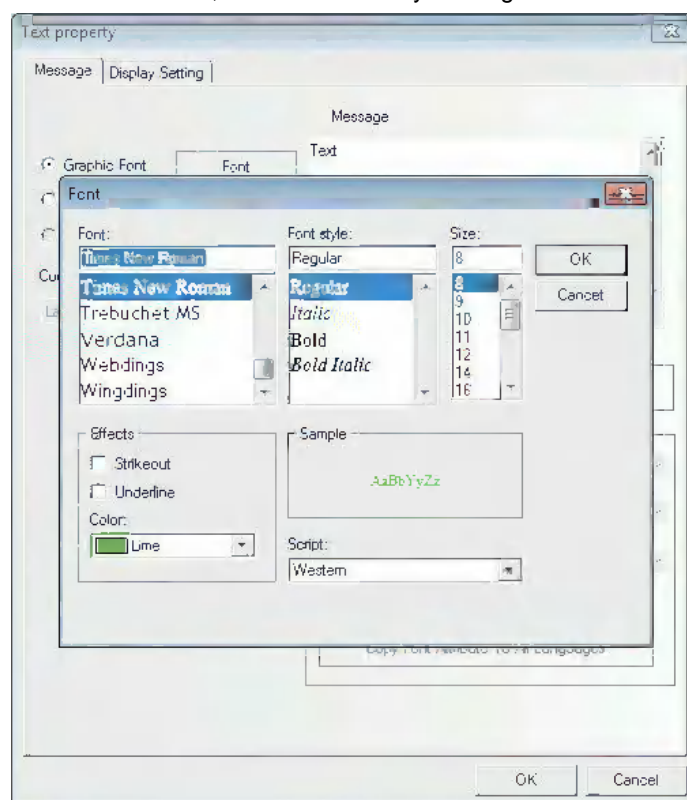 Text property
Message
Display Setting
Message
Text
Graphic Font
Font
Font
Font:
Font style:
Size:
Times New Roman
Regular
8
OK
Times New Roman
Regular
8
Cancel
Trebuchet MS
Italic
9
Verdana
Bold
10
Webdings
Bold Italic
11
Wingdings
12
14
16
Effects
Sample
Strikeout
AaBbYyZz
Underline
Color:
Lime
Script:
Western
OK
Cancel